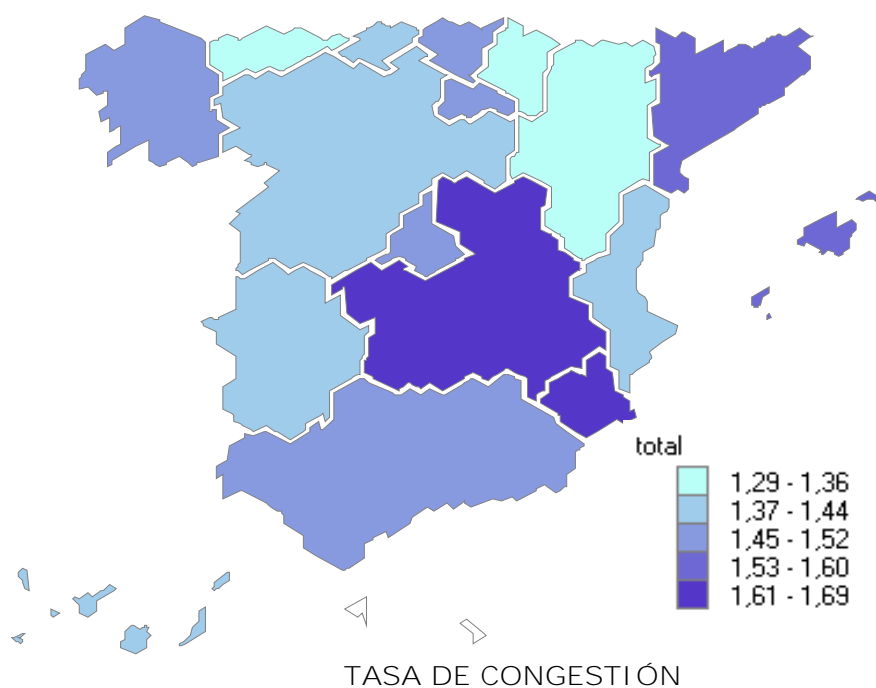 total
1,29 - 1,36
1,37 - 1,44
1,45 - 1,52
1,53 - 1,60
1,61 - 1,69
TASA DE CONGESTIÓN